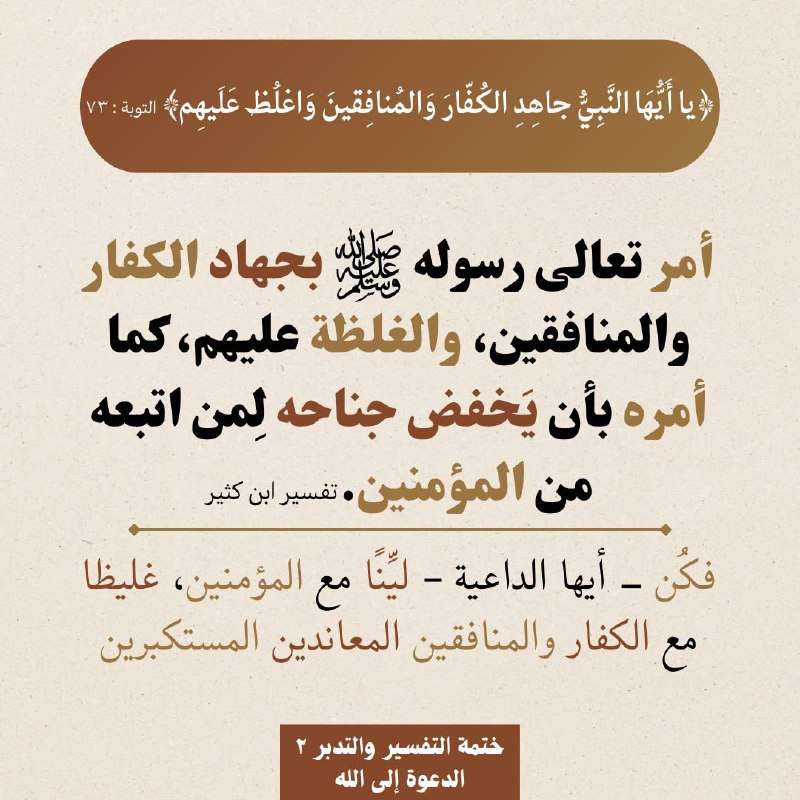 ﴿يا أَيُّهَا النَّبِيُّ جاهِدِ الكُفّارَ وَالمُنافِقينَ وَاغلُظ عَلَيهِم﴾ التوبة : ٧٣
أمر تعالى رسوله ﷺ بجهاد الكفار
والمنافقين، والغلظة عليهم، كما
أمره بأن يَخفض جناحه لِمن اتبعه
من المؤمنين. تفسير ابن كثير
فكُن – أيها الداعية – ليِّنًا مع المؤمنين، غليظا
مع الكفار والمنافقين المعاندين المستكبرين
ختمة التفسير والتدبر ٢
الدعوة إلى الله